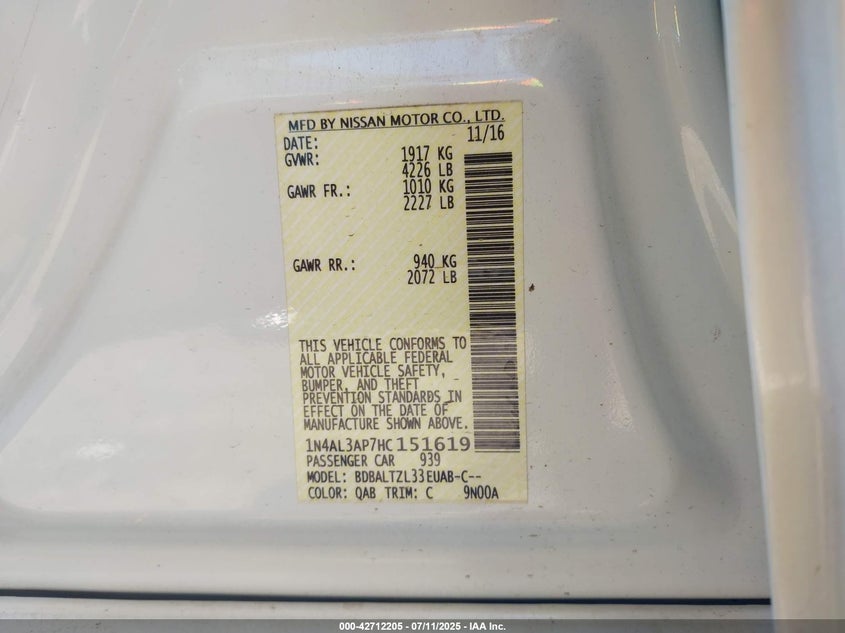 MFD BY NISSAN MOTOR CO., LTD.
DATE: 11/16
GVWR: 1917 KG
4226 LB
GAWR FR.: 1010 KG
2227 LB
GAWR RR.: 940 KG
2072 LB
THIS VEHICLE CONFORMS TO
ALL APPLICABLE FEDERAL
MOTOR VEHICLE SAFETY,
BUMPER, AND THEFT
PREVENTION STANDARDS IN
EFFECT ON THE DATE OF
MANUFACTURE SHOWN ABOVE.
1N4AL3AP7HC151619
PASSENGER CAR 939
MODEL: BDBALTZL33EUAB-C--
COLOR: QAB TRIM: C 9N00A
000-42712205 - 07/11/2025 - IAA Inc.